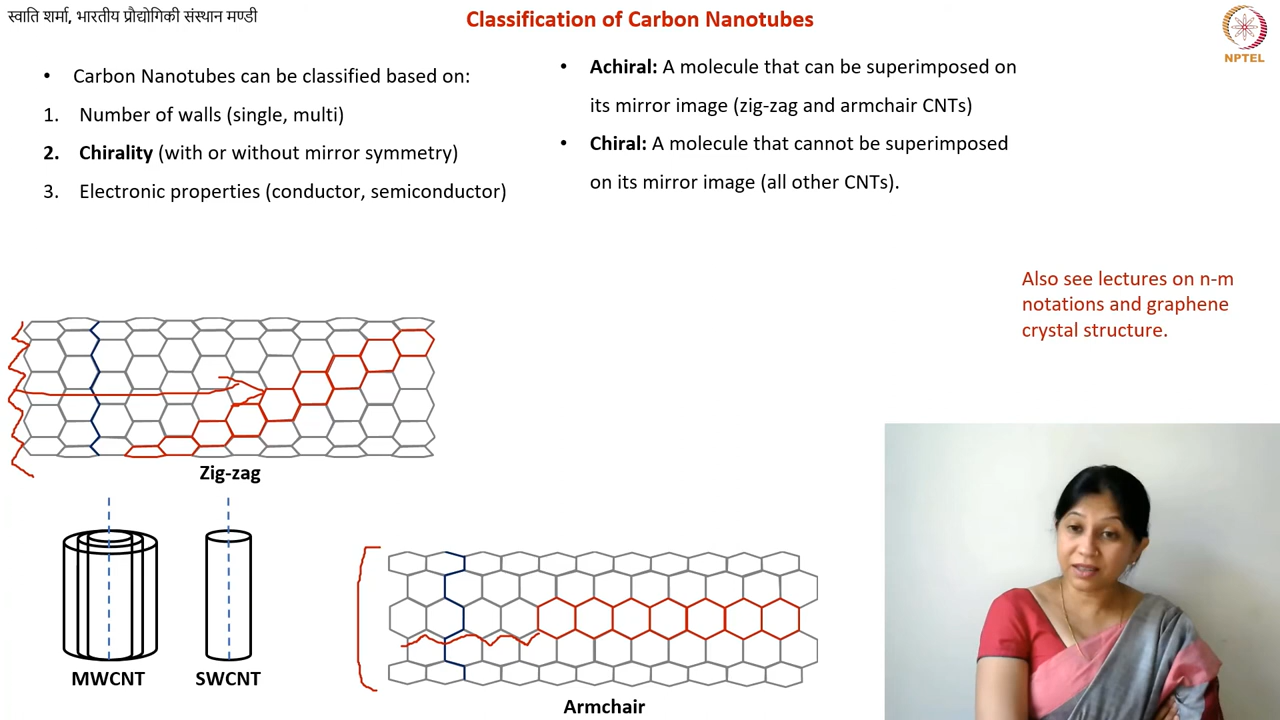 स्वाति शर्मा, भारतीय प्रौद्योगिकी संस्थान मण्डी
Classification of Carbon Nanotubes
NPTEL
• Carbon Nanotubes can be classified based on:
1. Number of walls (single, multi)
2. Chirality (with or without mirror symmetry)
3. Electronic properties (conductor, semiconductor)
• Achiral: A molecule that can be superimposed on
its mirror image (zig-zag and armchair CNTs)
• Chiral: A molecule that cannot be superimposed
on its mirror image (all other CNTs).
Also see lectures on n-m
notations and graphene
crystal structure.
Zig-zag
MWCNT
SWCNT
Armchair